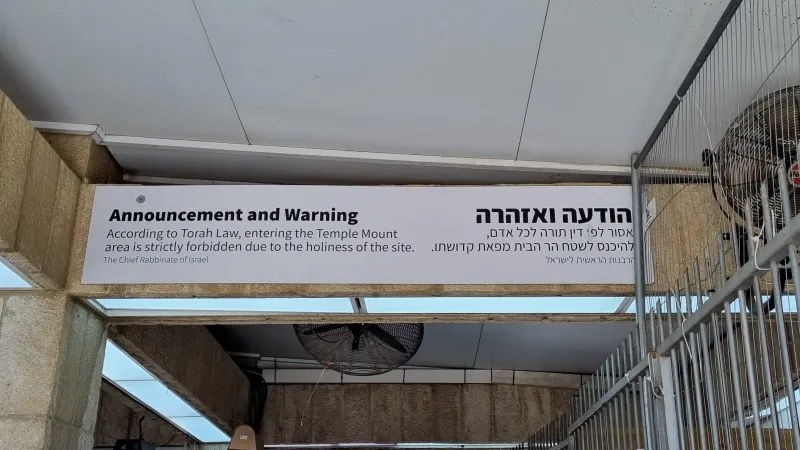 Announcement and Warning
According to Torah Law, entering the Temple Mount
area is strictly forbidden due to the holiness of the site.
The Chief Rabbinate of Israel
הודעה ואזהרה
אסור לפי דין תורה לכל אדם,
להיכנס לשטח הר הבית מפאת קדושתו.
הרבנות הראשית לישראל